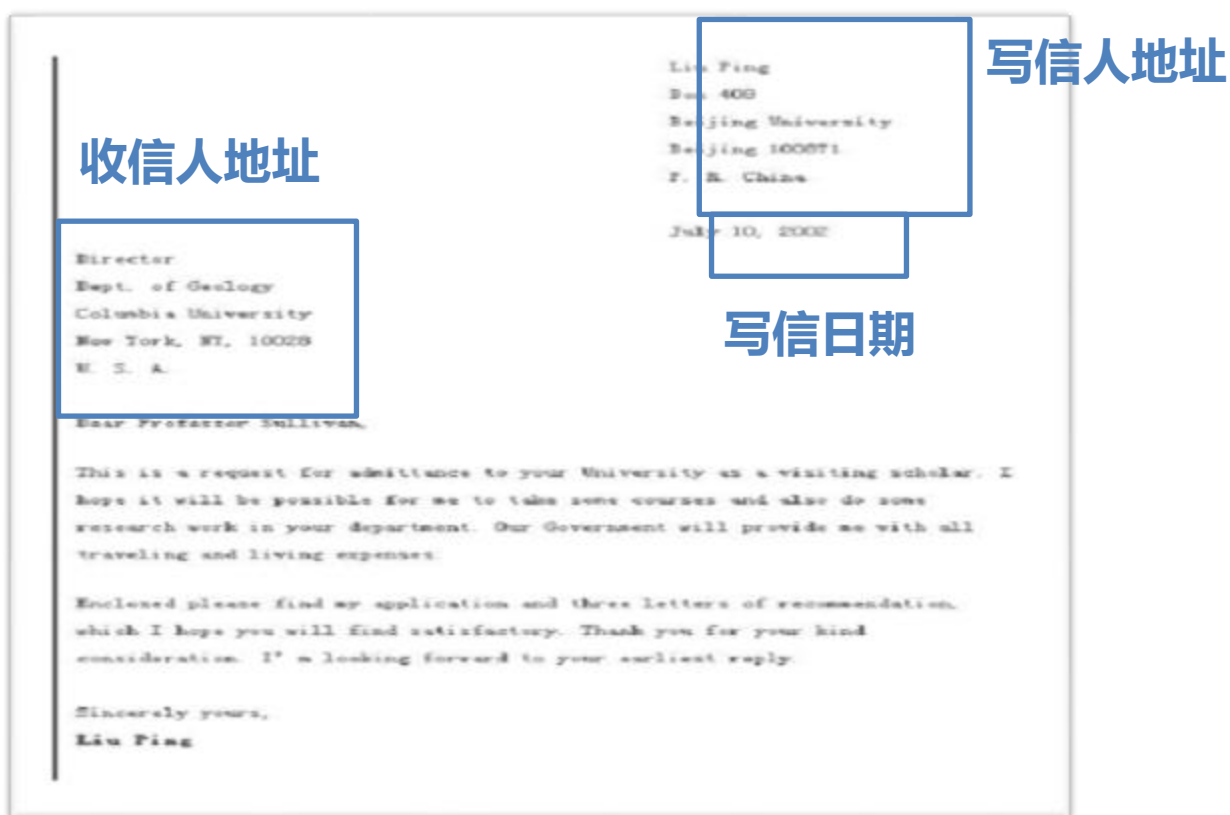 写信人地址
Liu Ping
Box 408
Beijing University
Beijing 100871
P. R. China
收信人地址
July 10, 2002
写信日期
Director
Dept. of Geology
Columbia University
New York, NY, 10028
U. S. A.
Dear Professor Sullivan,
This is a request for admittance to your University as a visiting scholar. I
hope it will be possible for me to take some courses and also do some
research work in your department. Our Government will provide me with all
traveling and living expenses.
Enclosed please find my application and three letters of recommendation,
which I hope you will find satisfactory. Thank you for your kind
consideration. I'm looking forward to your earliest reply.
Sincerely yours,
Liu Ping